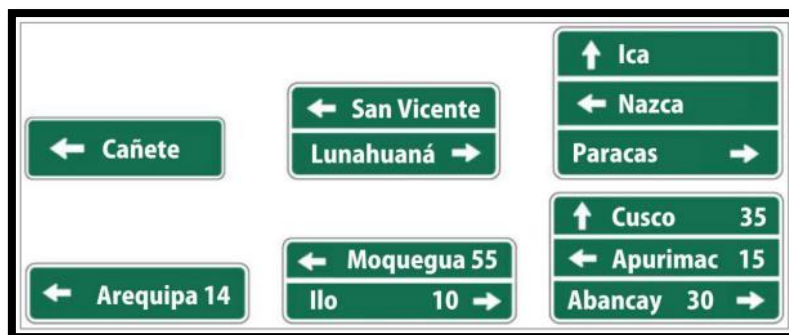 Cañete
San Vicente
Lunahuaná
Ica
Nazca
Paracas
Arequipa 14
Moquegua 55
Ilo 10
Cusco 35
Apurimac 15
Abancay 30